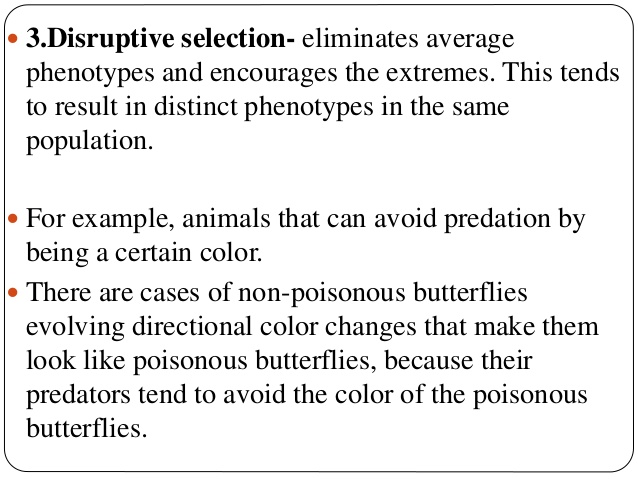 • 3.Disruptive selection- eliminates average
phenotypes and encourages the extremes. This tends
to result in distinct phenotypes in the same
population.
• For example, animals that can avoid predation by
being a certain color.
• There are cases of non-poisonous butterflies
evolving directional color changes that make them
look like poisonous butterflies, because their
predators tend to avoid the color of the poisonous
butterflies.